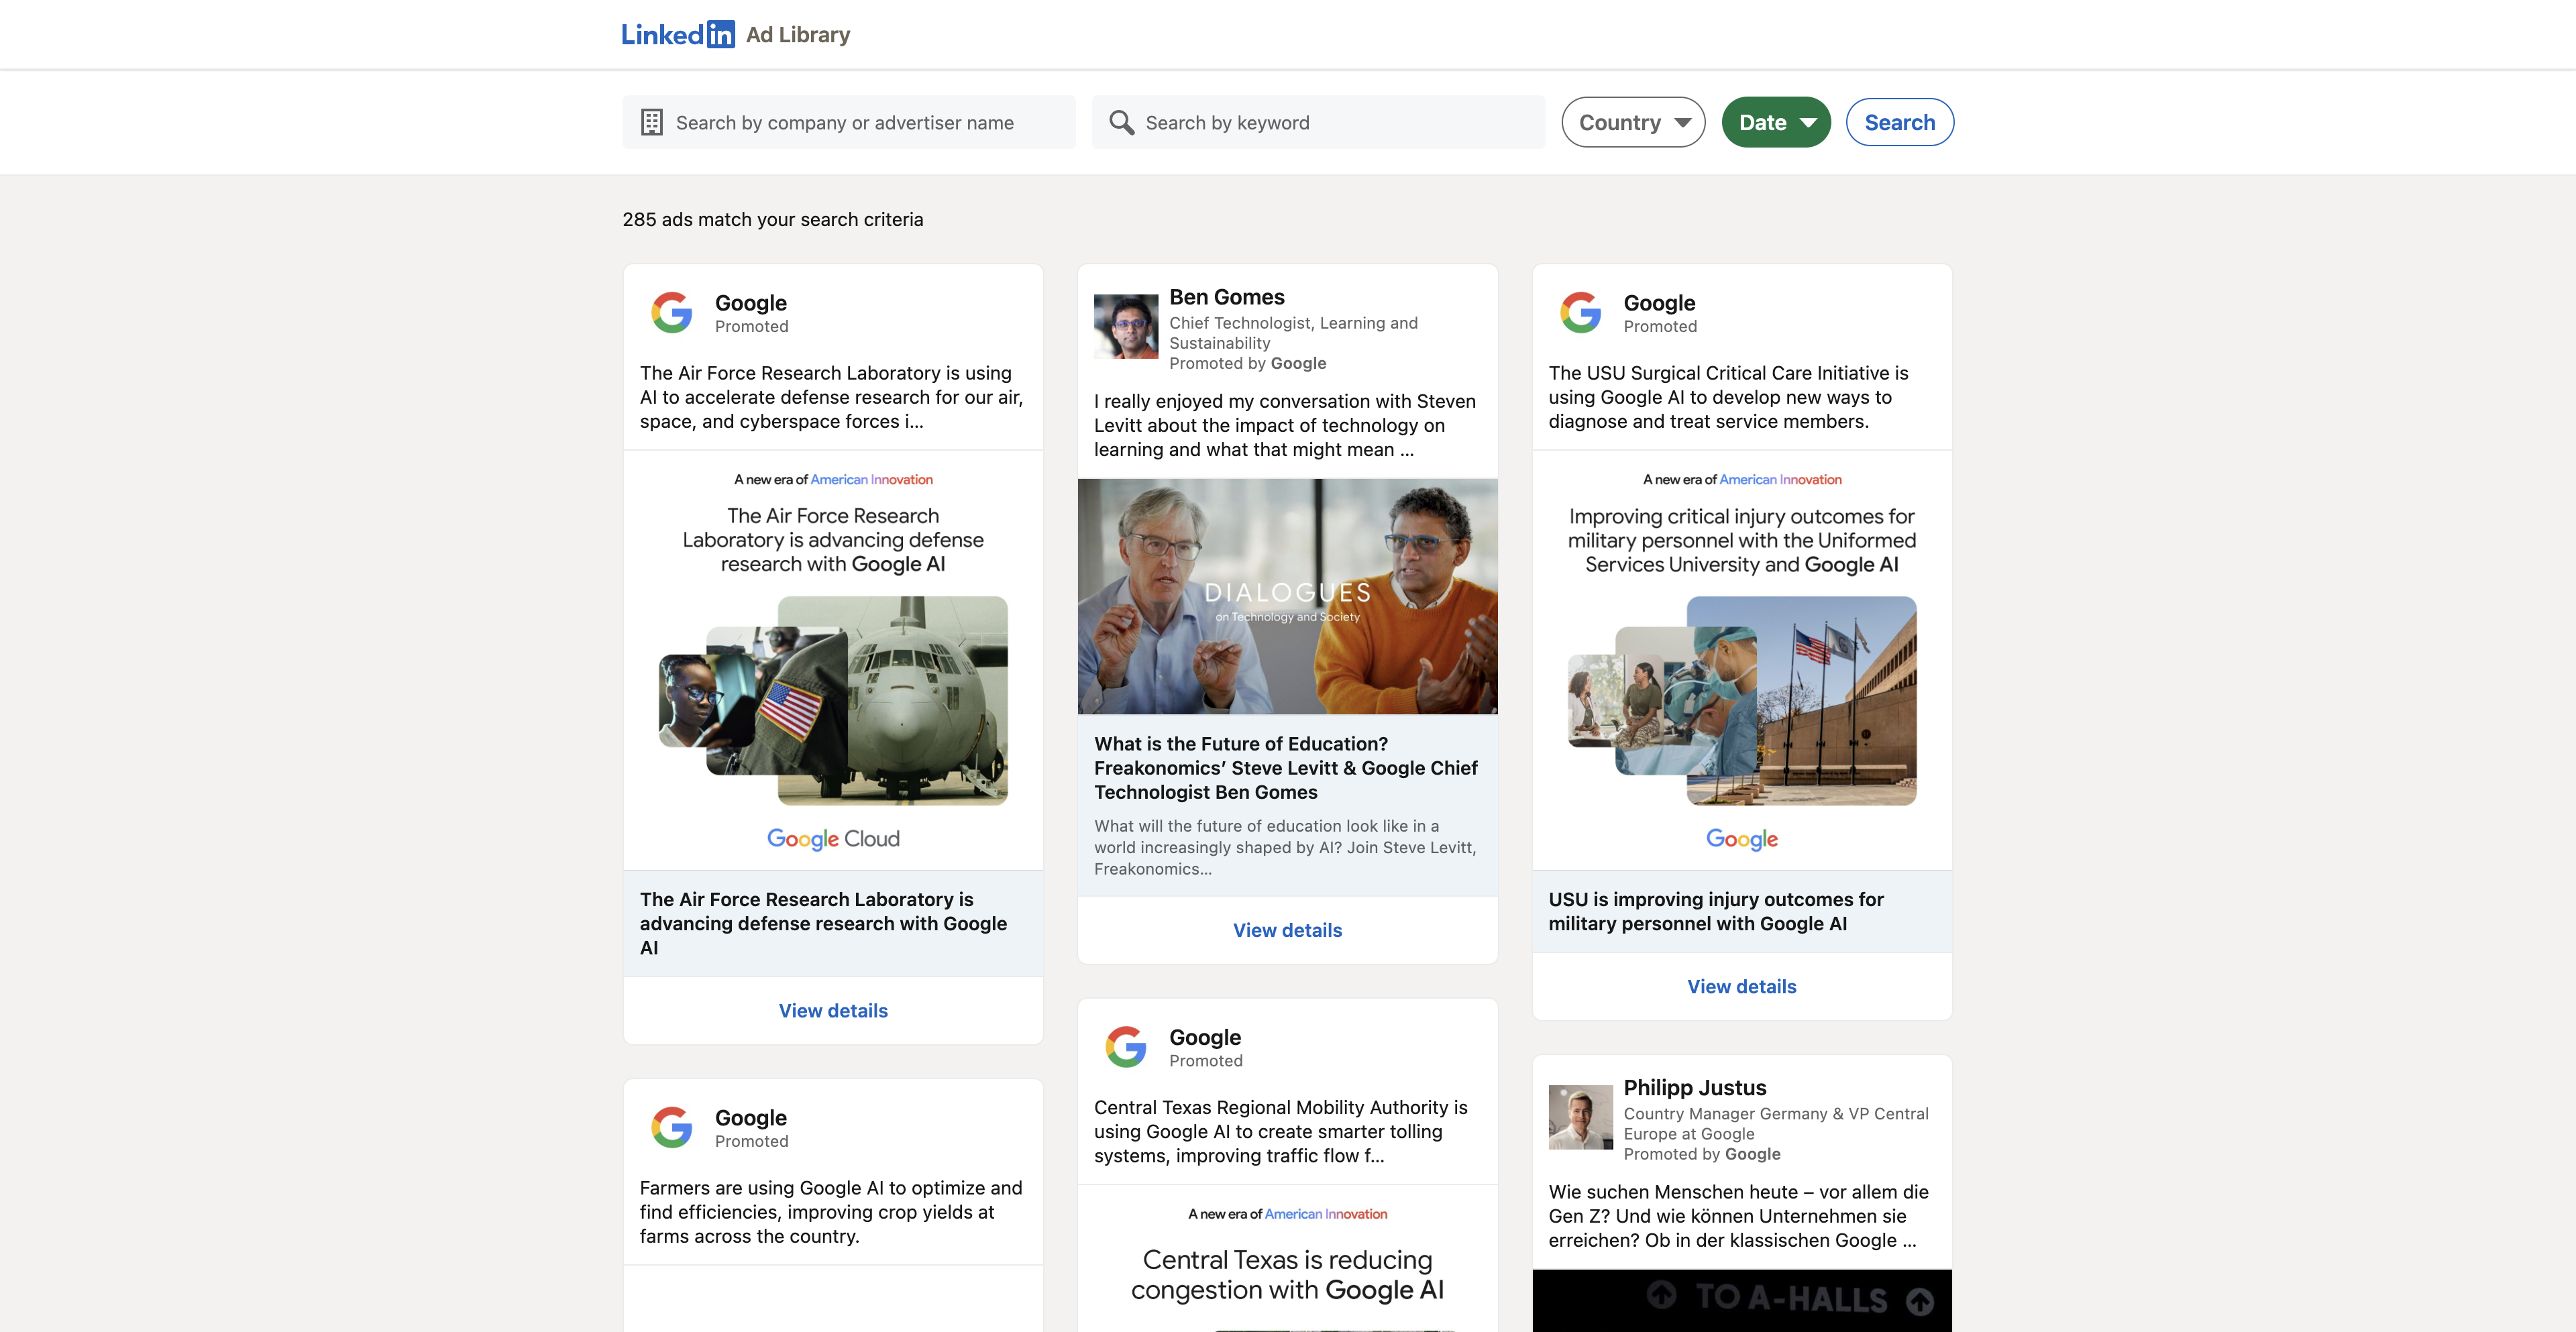 LinkedIn Ad Library
Search by company or advertiser name
Search by keyword
Country
Date
Search
285 ads match your search criteria
Google
Promoted
The Air Force Research Laboratory is using
AI to accelerate defense research for our air,
space, and cyberspace forces i...
A new era of American Innovation
The Air Force Research
Laboratory is advancing defense
research with Google AI
Google Cloud
The Air Force Research Laboratory is
advancing defense research with Google
AI
View details
Google
Promoted
Farmers are using Google AI to optimize and
find efficiencies, improving crop yields at
farms across the country.
Ben Gomes
Chief Technologist, Learning and
Sustainability
Promoted by Google
I really enjoyed my conversation with Steven
Levitt about the impact of technology on
learning and what that might mean ...
DIALOGUES
on Technology and Society
What is the Future of Education?
Freakonomics’ Steve Levitt & Google Chief
Technologist Ben Gomes
What will the future of education look like in a
world increasingly shaped by AI? Join Steve Levitt,
Freakonomics...
View details
Google
Promoted
Central Texas Regional Mobility Authority is
using Google AI to create smarter tolling
systems, improving traffic flow f...
A new era of American Innovation
Central Texas is reducing
congestion with Google AI
Google
Promoted
The USU Surgical Critical Care Initiative is
using Google AI to develop new ways to
diagnose and treat service members.
A new era of American Innovation
Improving critical injury outcomes for
military personnel with the Uniformed
Services University and Google AI
Google
USU is improving injury outcomes for
military personnel with Google AI
View details
Philipp Justus
Country Manager Germany & VP Central
Europe at Google
Promoted by Google
Wie suchen Menschen heute – vor allem die
Gen Z? Und wie können Unternehmen sie
erreichen? Ob in der klassischen Google ...
TO A-HALLS